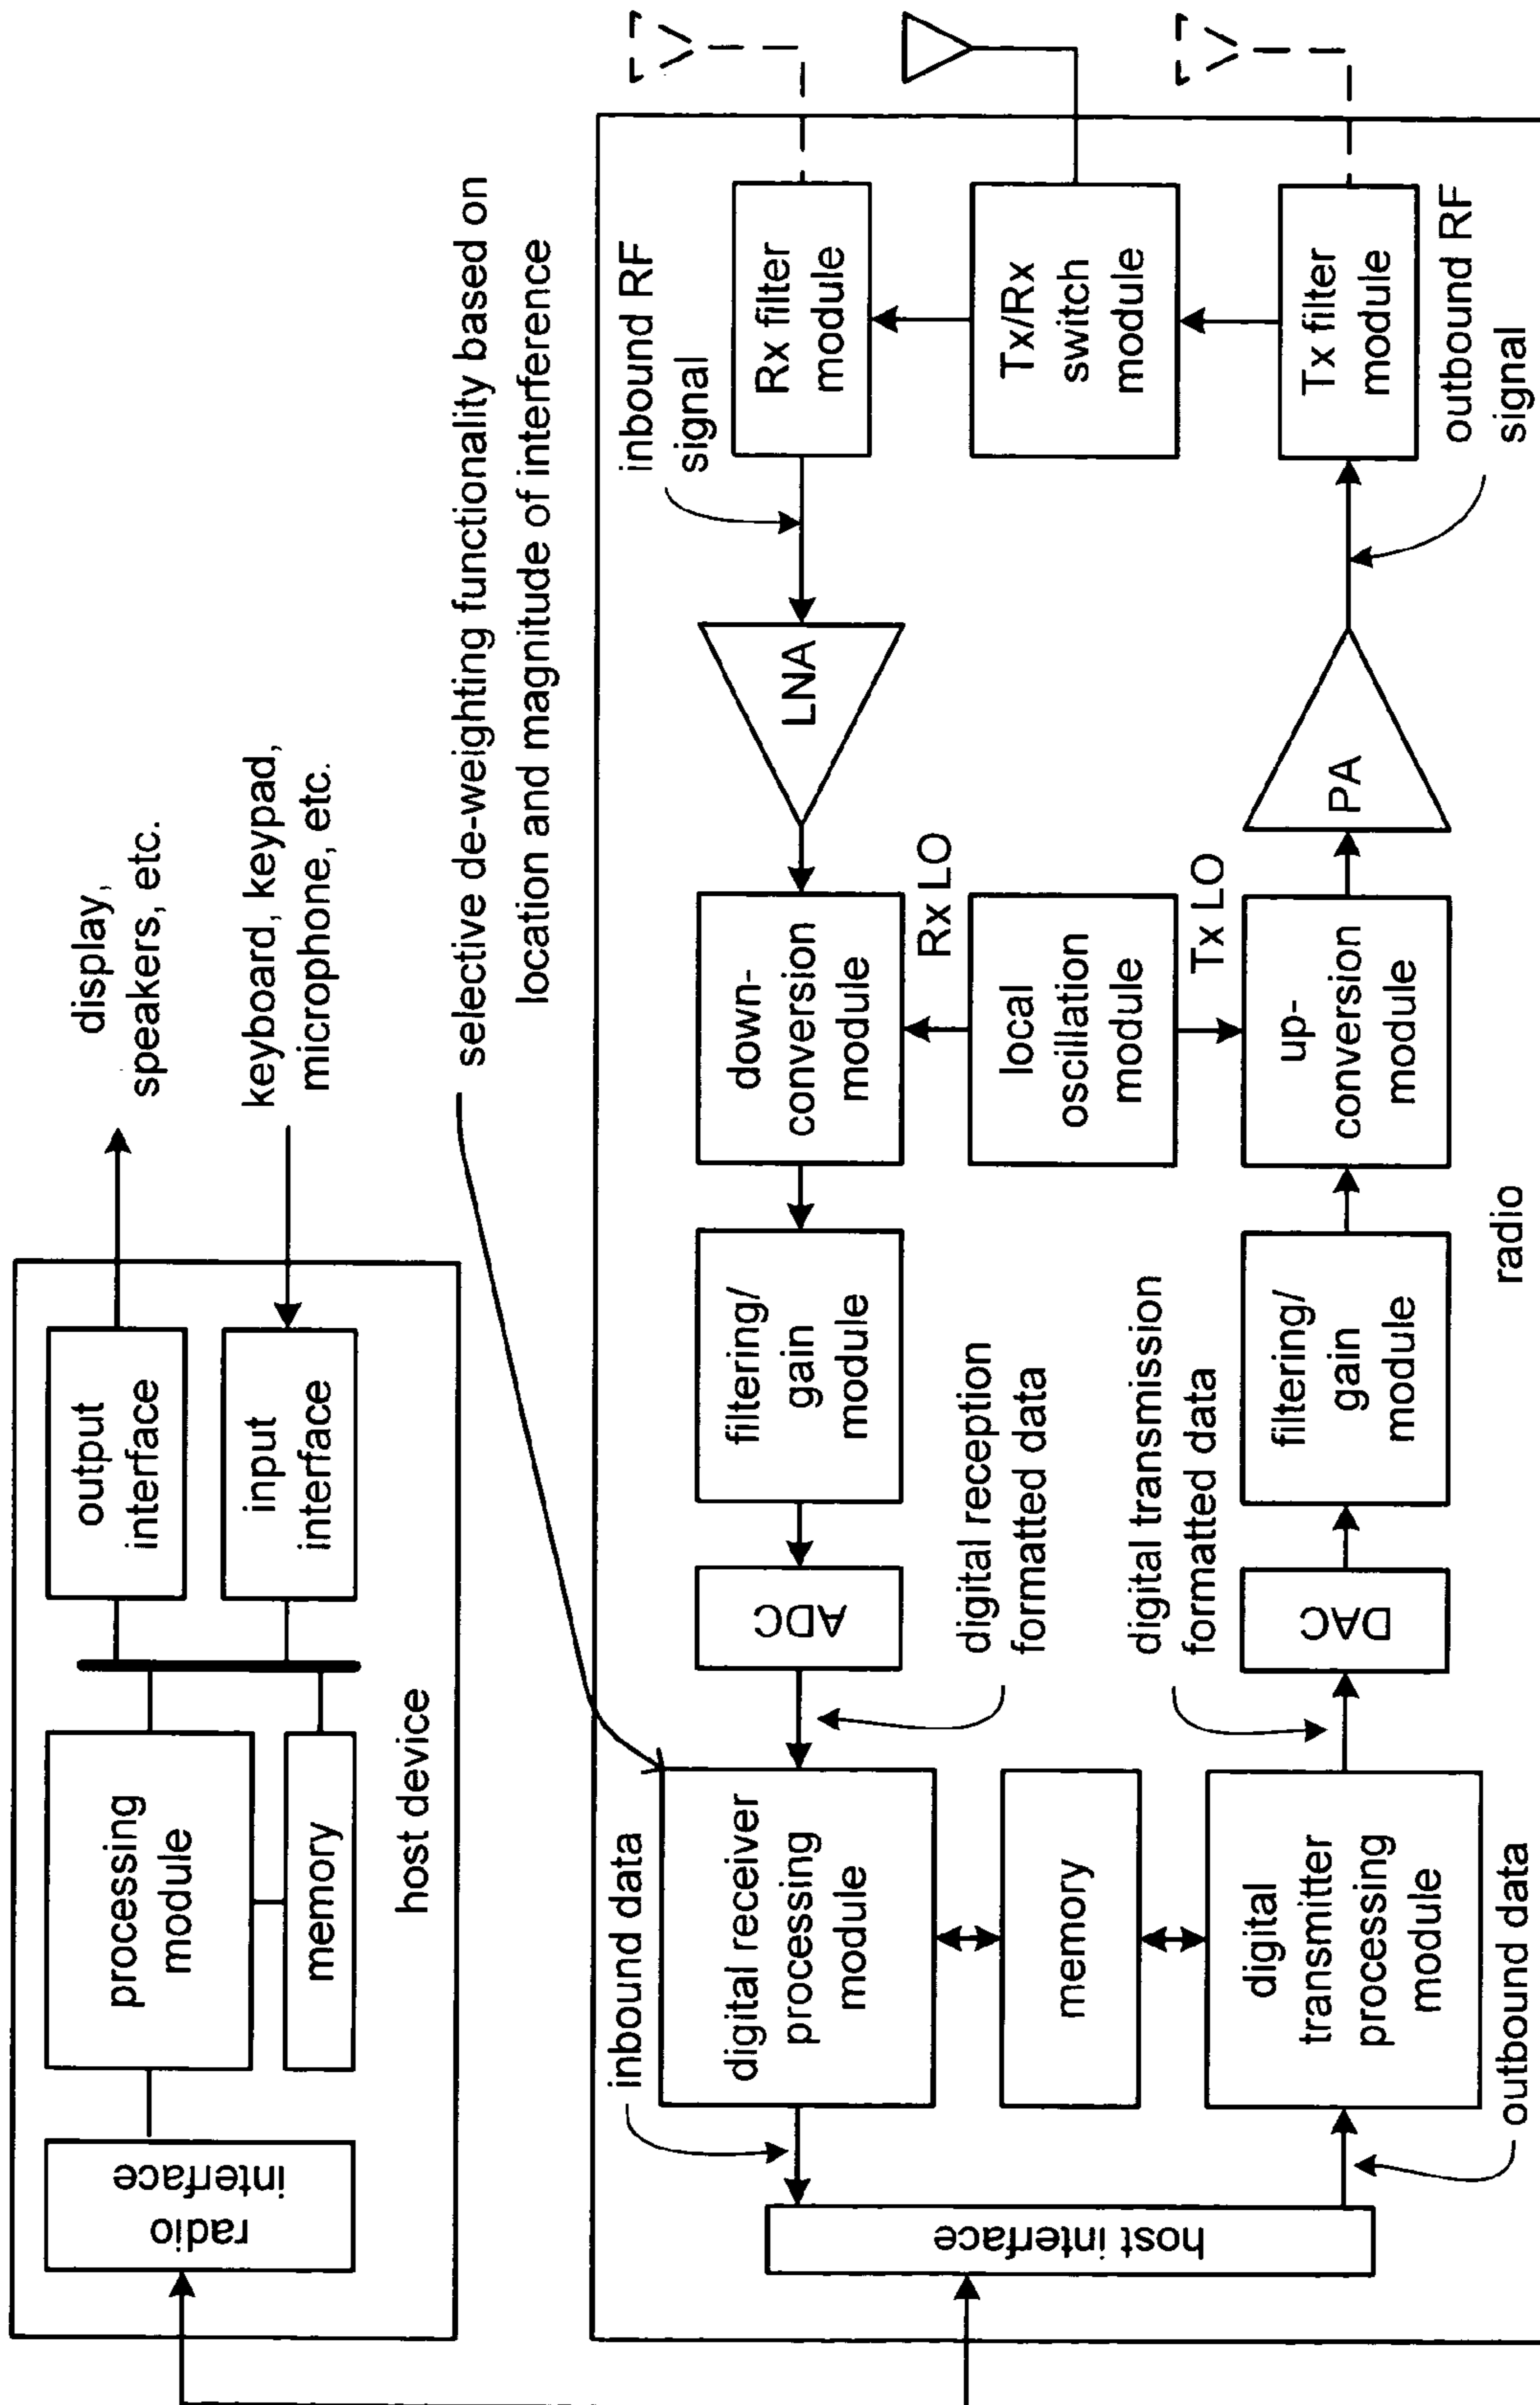 radio
interface
processing
module
memory
output
interface
input
interface
host device
display,
speakers, etc.
keyboard, keypad,
microphone, etc.
selective de-weighting functionality based on
location and magnitude of interference
inbound data
host interface
digital receiver
processing
module
ADC
filtering/
gain
module
down-
conversion
module
LNA
inbound RF
signal
Rx filter
module
digital reception
formatted data
Rx LO
memory
local
oscillation
module
Tx/Rx
switch
module
digital transmission
formatted data
Tx LO
digital
transmitter
processing
module
DAC
filtering/
gain
module
up-
conversion
module
PA
Tx filter
module
outbound RF
signal
outbound data
radio